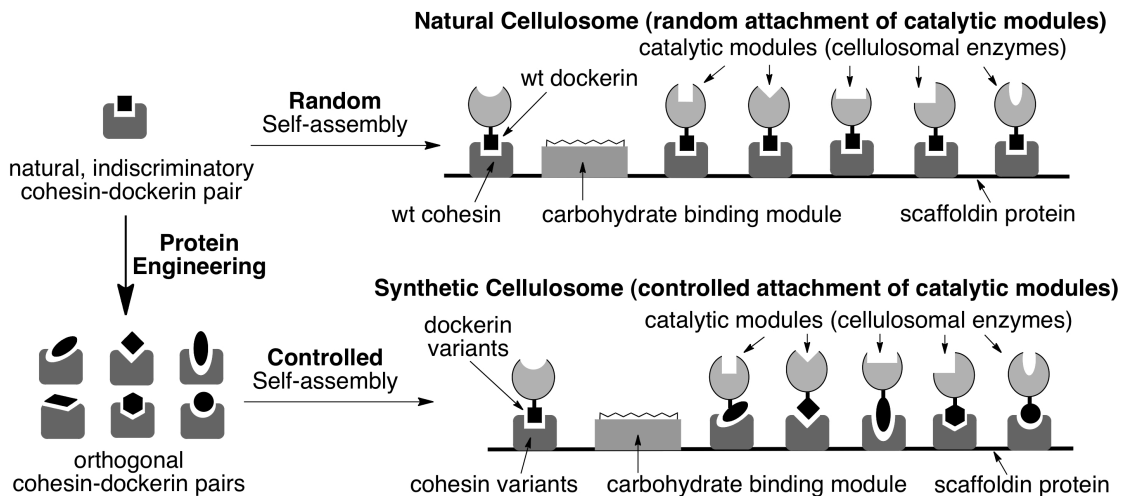 Natural Cellulosome (random attachment of catalytic modules)
catalytic modules (cellulosomal enzymes)
wt dockerin
Random
Self-assembly
natural, indiscriminatory
cohesin-dockerin pair
wt cohesin
carbohydrate binding module
scaffoldin protein
Protein
Engineering
Synthetic Cellulosome (controlled attachment of catalytic modules)
dockerin
variants
catalytic modules (cellulosomal enzymes)
Controlled
Self-assembly
orthogonal
cohesin-dockerin pairs
cohesin variants
carbohydrate binding module
scaffoldin protein